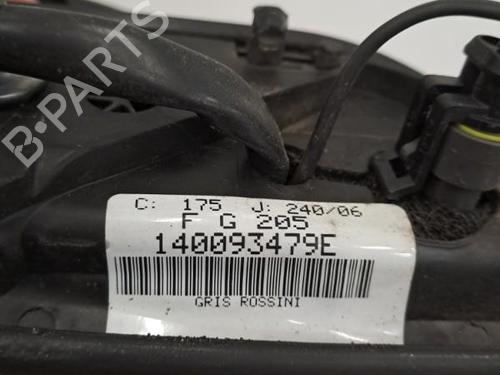 B-PARTS
C: 175 J: 240/06
F G 205
140093479E
GRIS ROSSINI